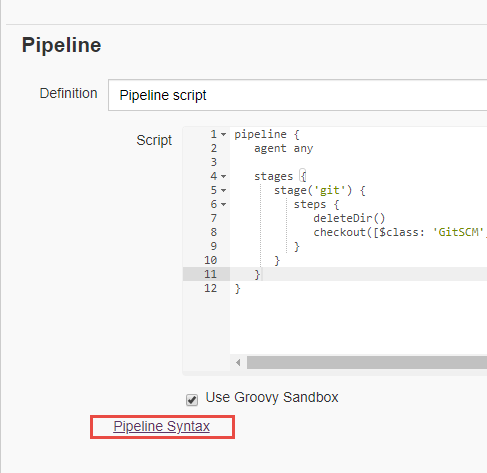 Pipeline
Definition Pipeline script
Script
1 pipeline {
2    agent any
3
4    stages {
5       stage('git') {
6          steps {
7             deleteDir()
8             checkout([$class: 'GitSCM',
9          }
10       }
11    }
12 }
Use Groovy Sandbox
Pipeline Syntax